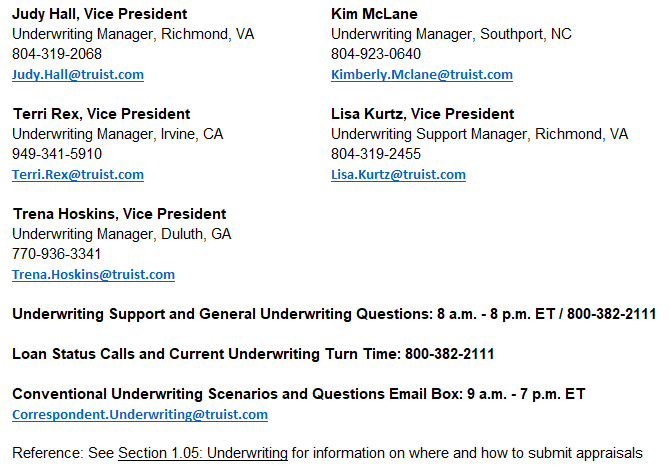 Judy Hall, Vice President
Underwriting Manager, Richmond, VA
804-319-2068
Judy.Hall@truist.com
Kim McLane
Underwriting Manager, Southport, NC
804-923-0640
Kimberly.Mclane@truist.com
Terri Rex, Vice President
Underwriting Manager, Irvine, CA
949-341-5910
Terri.Rex@truist.com
Lisa Kurtz, Vice President
Underwriting Support Manager, Richmond, VA
804-319-2455
Lisa.Kurtz@truist.com
Trena Hoskins, Vice President
Underwriting Manager, Duluth, GA
770-936-3341
Trena.Hoskins@truist.com
Underwriting Support and General Underwriting Questions: 8 a.m. - 8 p.m. ET / 800-382-2111
Loan Status Calls and Current Underwriting Turn Time: 800-382-2111
Conventional Underwriting Scenarios and Questions Email Box: 9 a.m. - 7 p.m. ET
Correspondent.Underwriting@truist.com
Reference: See Section 1.05: Underwriting for information on where and how to submit appraisals